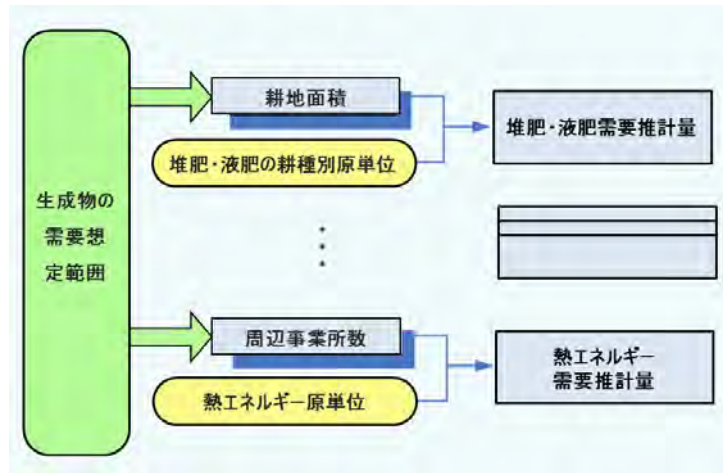 生成物の
需要想
定範囲
耕地面積
堆肥・液肥の耕種別原単位
堆肥・液肥需要推計量
周辺事業所数
熱エネルギー原単位
熱エネルギー
需要推計量